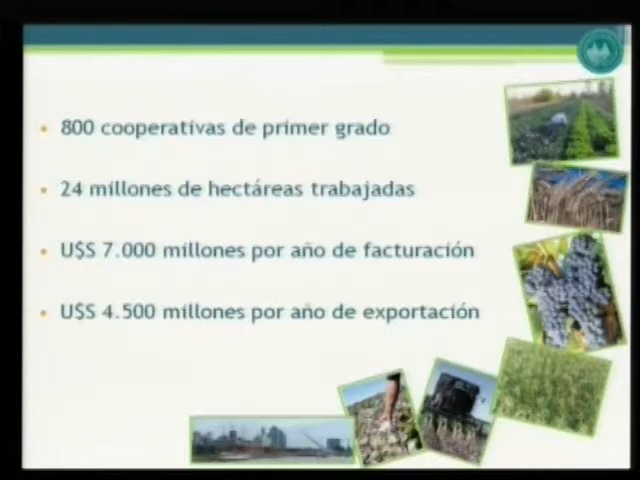 800 cooperativas de primer grado
24 millones de hectáreas trabajadas
U$S 7.000 millones por año de facturación
U$S 4.500 millones por año de exportación